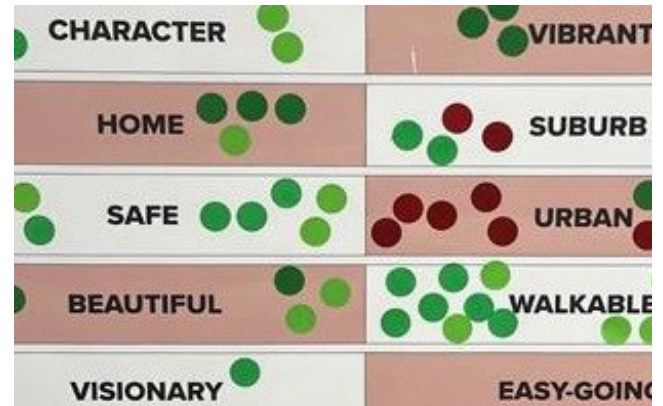 CHARACTER
VIBRANT
HOME
SUBURB
SAFE
URBAN
BEAUTIFUL
WALKABLE
VISIONARY
EASY-GOING